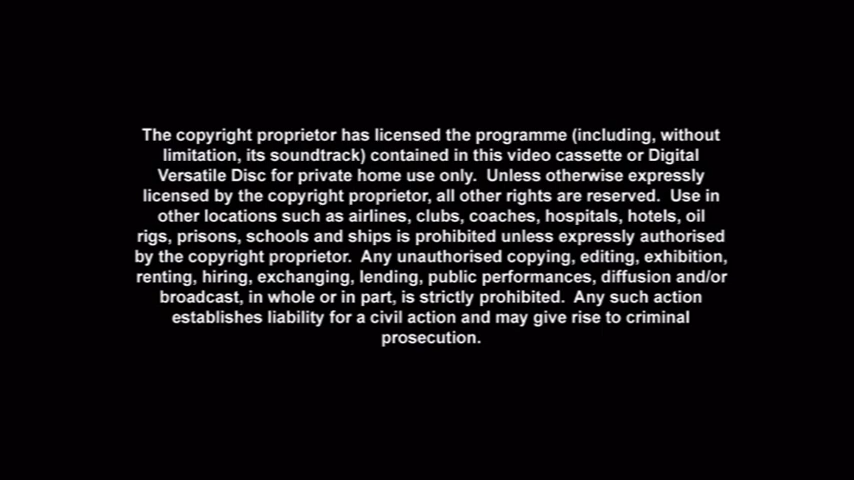 The copyright proprietor has licensed the programme (including, without
limitation, its soundtrack) contained in this video cassette or Digital
Versatile Disc for private home use only.  Unless otherwise expressly
licensed by the copyright proprietor, all other rights are reserved.  Use in
other locations such as airlines, clubs, coaches, hospitals, hotels, oil
rigs, prisons, schools and ships is prohibited unless expressly authorised
by the copyright proprietor.  Any unauthorised copying, editing, exhibition,
renting, hiring, exchanging, lending, public performances, diffusion and/or
broadcast, in whole or in part, is strictly prohibited.  Any such action
establishes liability for a civil action and may give rise to criminal
prosecution.